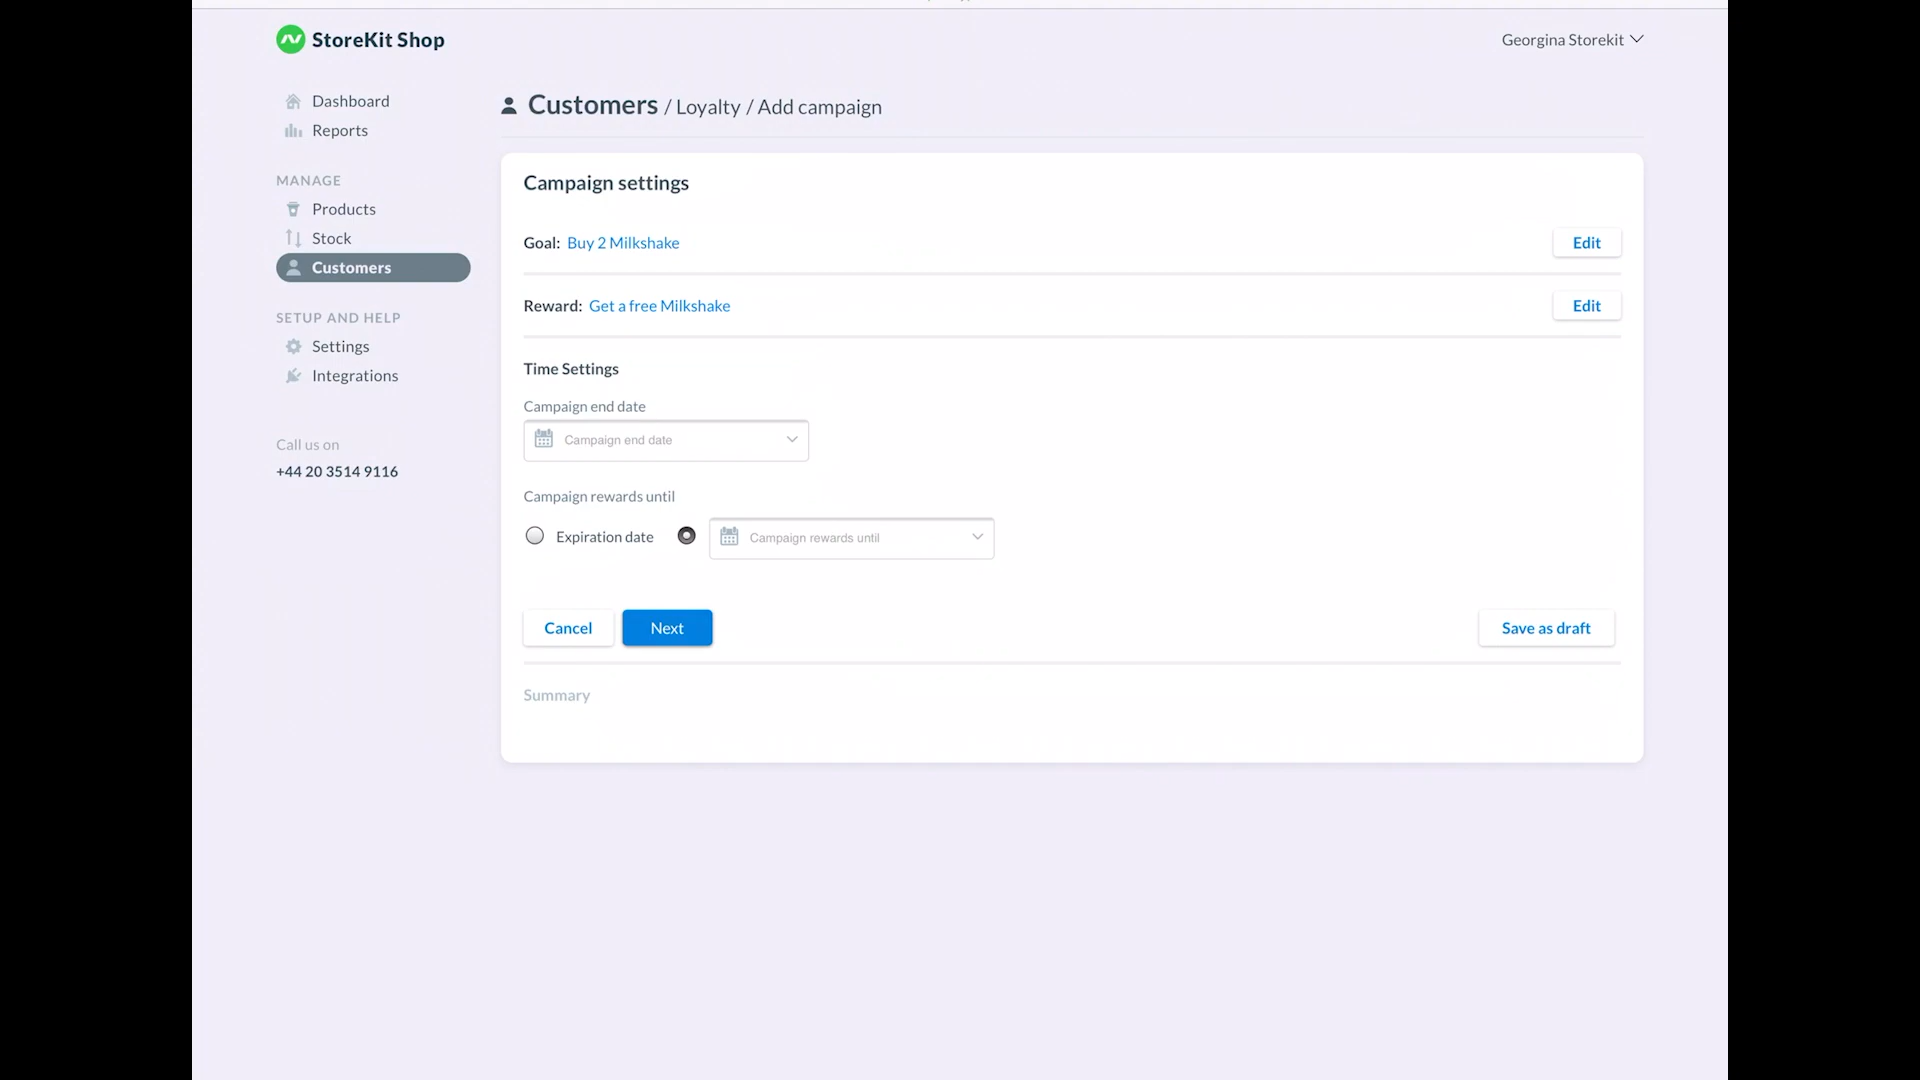 StoreKit Shop
Georgina Storekit
Dashboard
Reports
MANAGE
Products
Stock
Customers
SETUP AND HELP
Settings
Integrations
Call us on
+44 20 3514 9116
Customers / Loyalty / Add campaign
Campaign settings
Goal: Buy 2 Milkshake
Edit
Reward: Get a free Milkshake
Edit
Time Settings
Campaign end date
Campaign end date
Campaign rewards until
Expiration date
Campaign rewards until
Cancel
Next
Save as draft
Summary